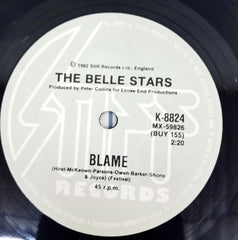 ℗ 1982 Stiff Records Ltd., England
THE BELLE STARS
Produced by Peter Collins for Loose End Productions
K-8824
MX-59826
(BUY 155)
2:20
BLAME
(Hirst-McKeown-Parsons-Owen-Barker-Shone
& Joyce) (Festival)
45 r.p.m.
RECORDS